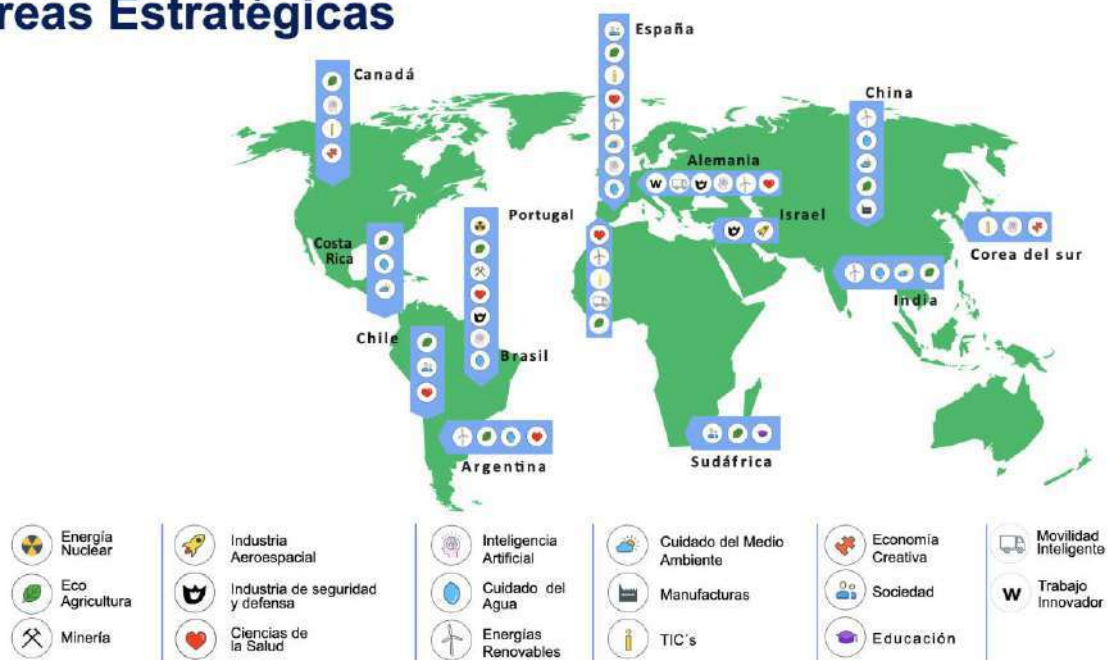 reas Estratégicas
España
Canadá
China
Alemania
Portugal
Israel
Costa
Rica
Corea del sur
India
Chile
Brasil
W
Argentina
Sudáfrica
Energía
Nuclear
Eco
Agricultura
Minería
Industria
Aeroespacial
Industria de seguridad
y defensa
Ciencias de
la Salud
Inteligencia
Artificial
Cuidado del
Agua
Energías
Renovables
Cuidado del Medio
Ambiente
Manufacturas
TIC´s
Economía
Creativa
Sociedad
Educación
Movilidad
Inteligente
W
Trabajo
Innovador